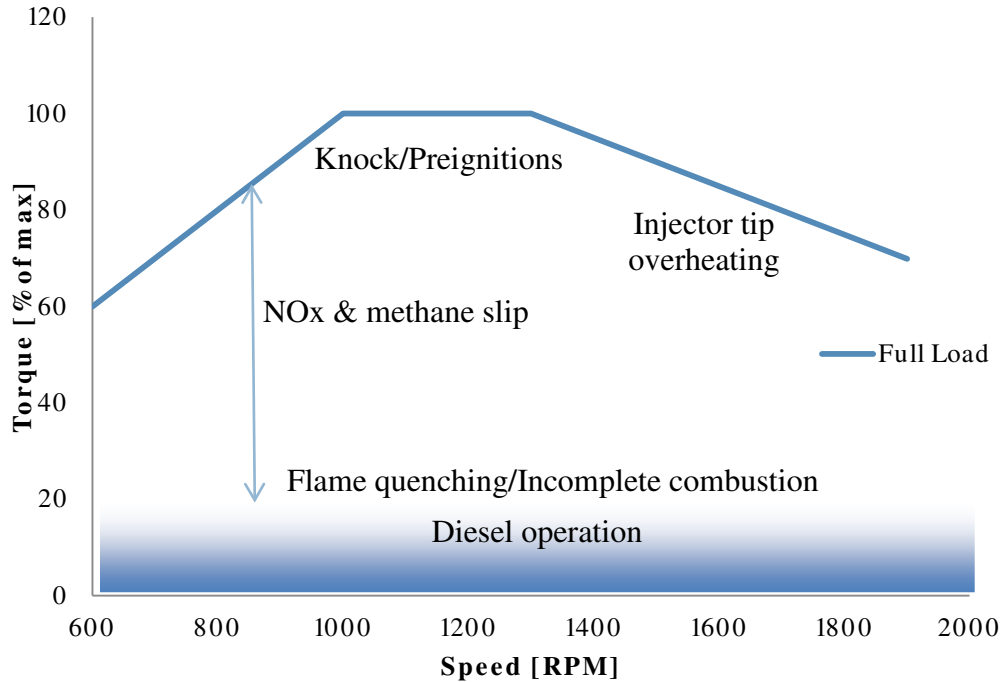 120
100
80
60
40
20
0
Torque [% of max]
Knock/Preignitions
Injector tip
overheating
NOx & methane slip
Full Load
Flame quenching/Incomplete combustion
Diesel operation
600 800 1000 1200 1400 1600 1800 2000
Speed [RPM]